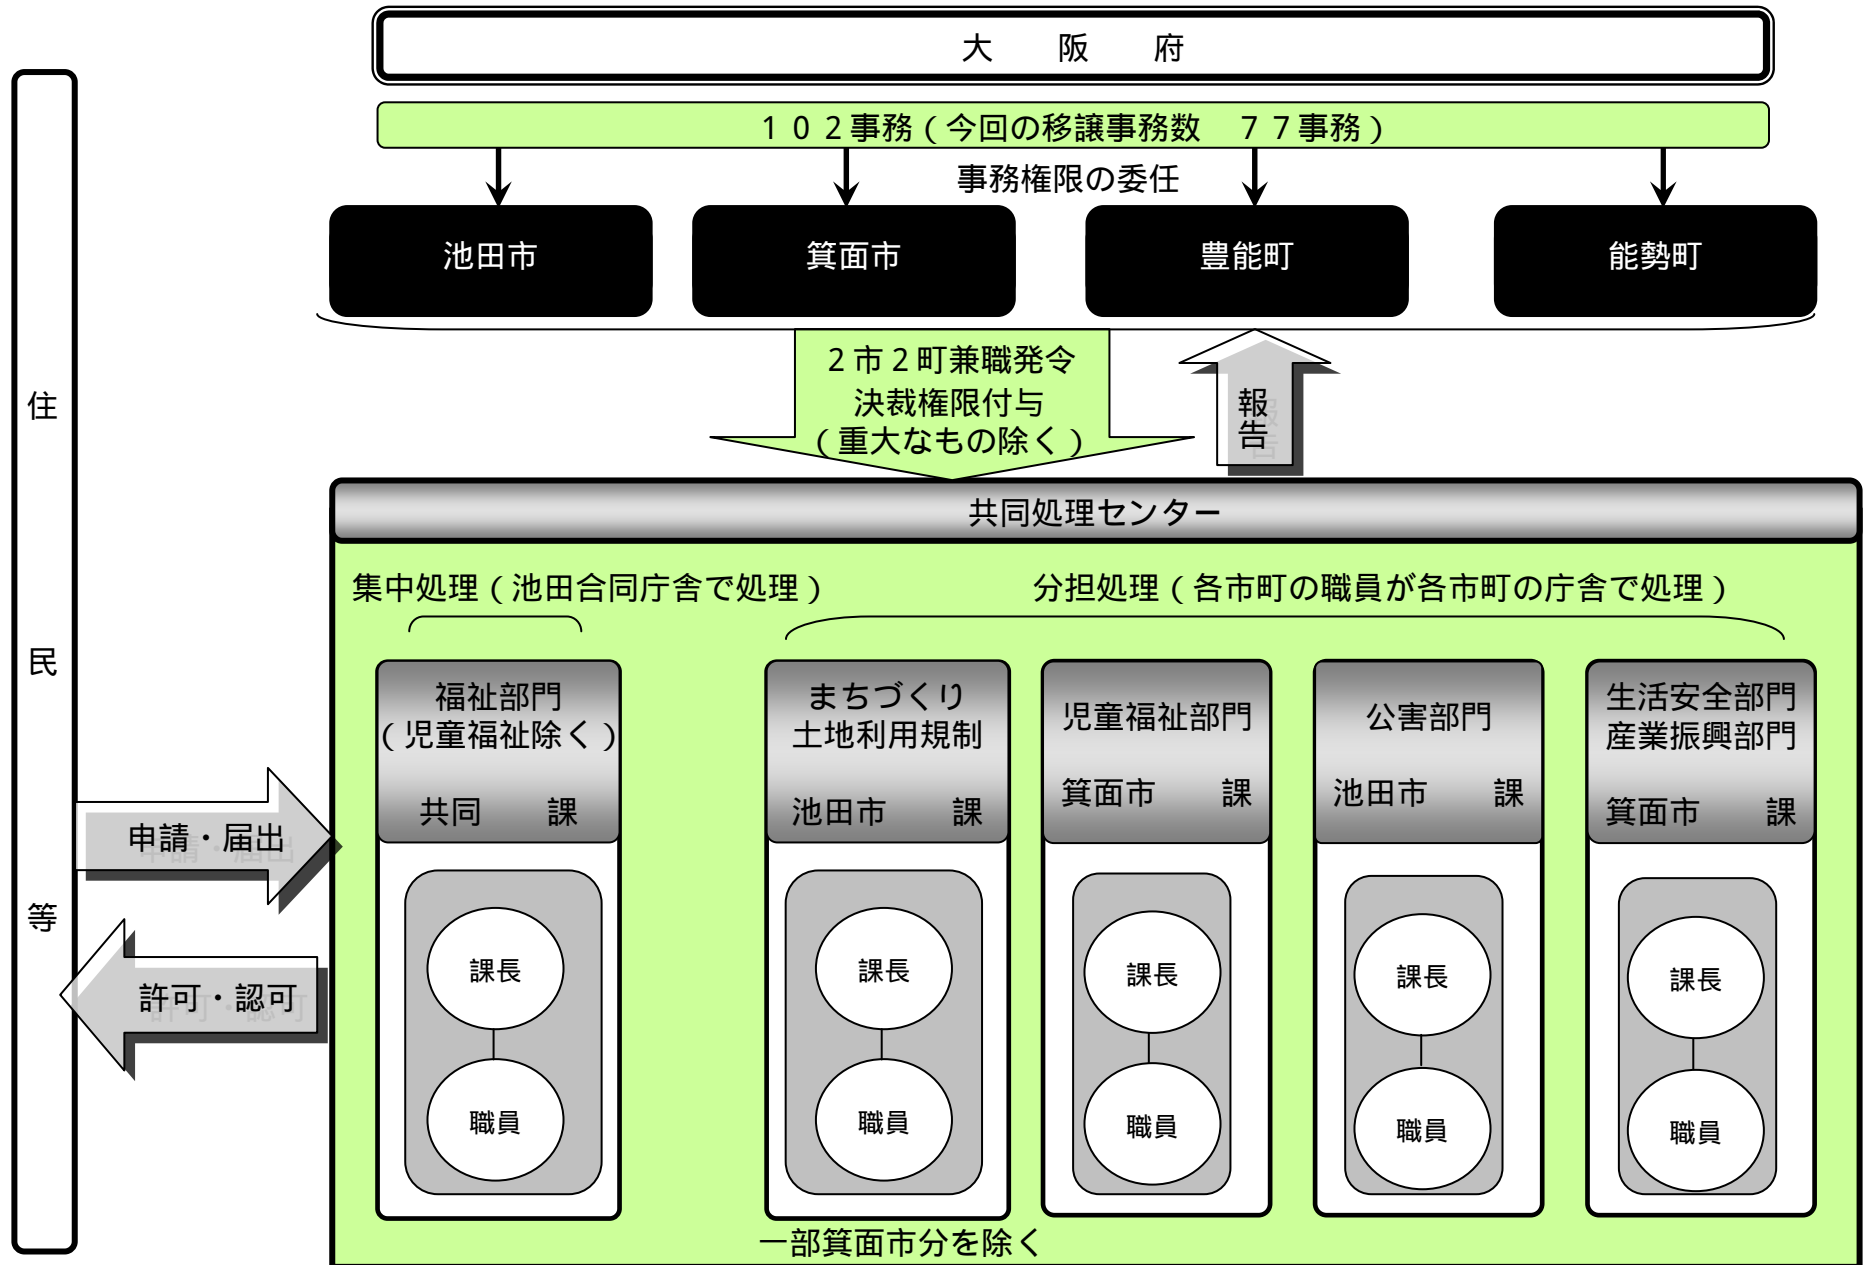 大　　阪　　府
１０２事務（今回の移譲事務数　７７事務）
事務権限の委任
池田市
箕面市
豊能町
能勢町
２市２町兼職発令
決裁権限付与
（重大なもの除く）
報
告
共同処理センター
集中処理（池田合同庁舎で処理）
分担処理（各市町の職員が各市町の庁舎で処理）
福祉部門
（児童福祉除く）
共同　　課
課長
職員
まちづくり
土地利用規制
池田市　　課
課長
職員
児童福祉部門
箕面市　　課
課長
職員
公害部門
池田市　　課
課長
職員
生活安全部門
産業振興部門
箕面市　　課
課長
職員
一部箕面市分を除く
住
民
等
申請・届出
許可・認可